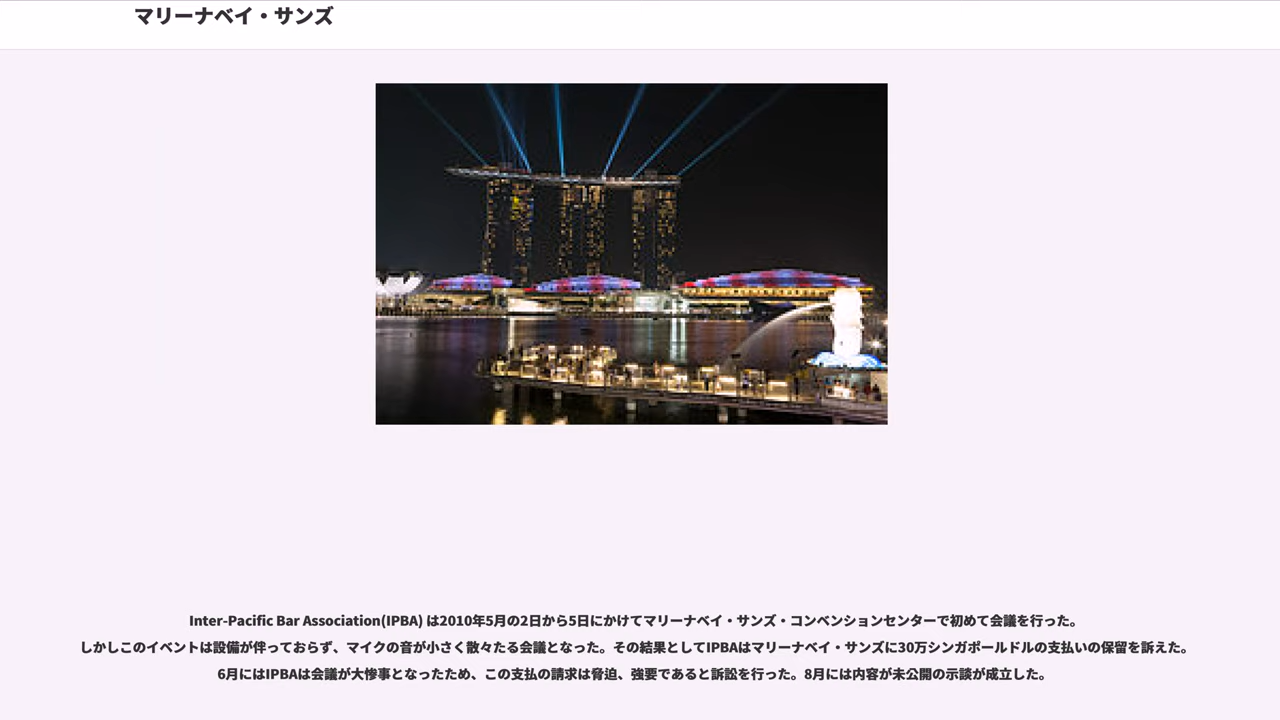 マリーナベイ・サンズ
Inter-Pacific Bar Association(IPBA) は2010年5月の2日から5日にかけてマリーナベイ・サンズ・コンベンションセンターで初めて会議を行った。
しかしこのイベントは設備が伴っておらず、マイクの音が小さく散々たる会議となった。その結果としてIPBAはマリーナベイ・サンズに30万シンガポールドルの支払いの保留を訴えた。
6月にはIPBAは会議が大惨事となったため、この支払の請求は脅迫、強要であると訴訟を行った。8月には内容が未公開の示談が成立した。